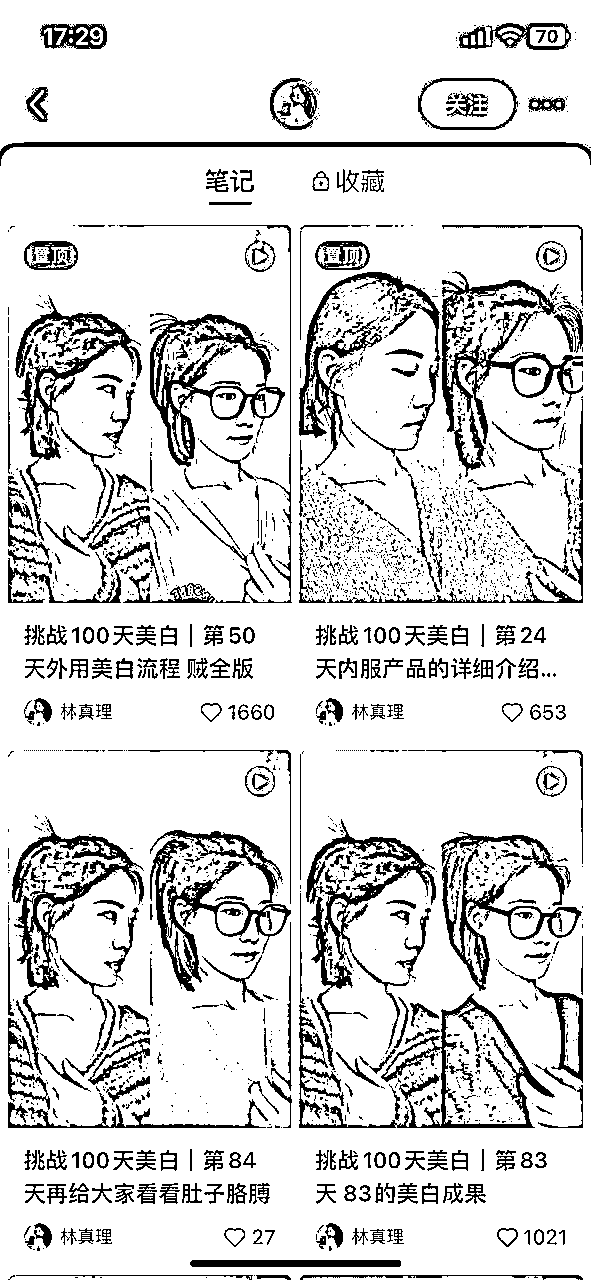 17:29
70
关注
笔记
收藏
置顶
置顶
挑战100天美白｜第50
天外用美白流程 贼全版
林真理
1660
挑战100天美白｜第24
天内服产品的详细介绍...
林真理
653
挑战100天美白｜第84
天再给大家看看肚子胳膊
林真理
27
挑战100天美白｜第83
天 83的美白成果
林真理
1021